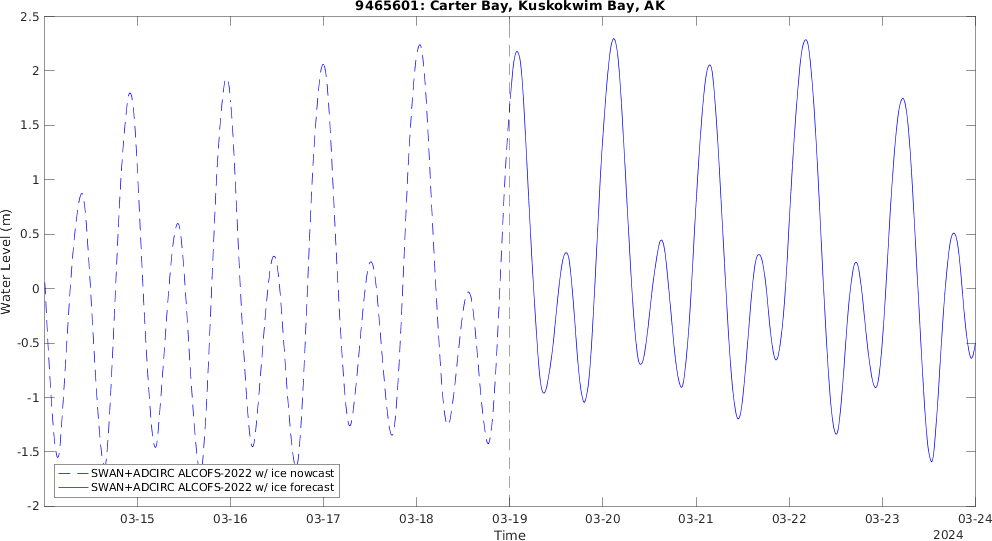 9465601: Carter Bay, Kuskokwim Bay, AK
2.5
2
1.5
1
0.5
0
-0.5
-1
-1.5
-2
Water Level (m)
SWAN+ADCIRC ALCOFS-2022 w/ ice nowcast
SWAN+ADCIRC ALCOFS-2022 w/ ice forecast
03-15 03-16 03-17 03-18 03-19 03-20 03-21 03-22 03-23 03-24
Time
2024